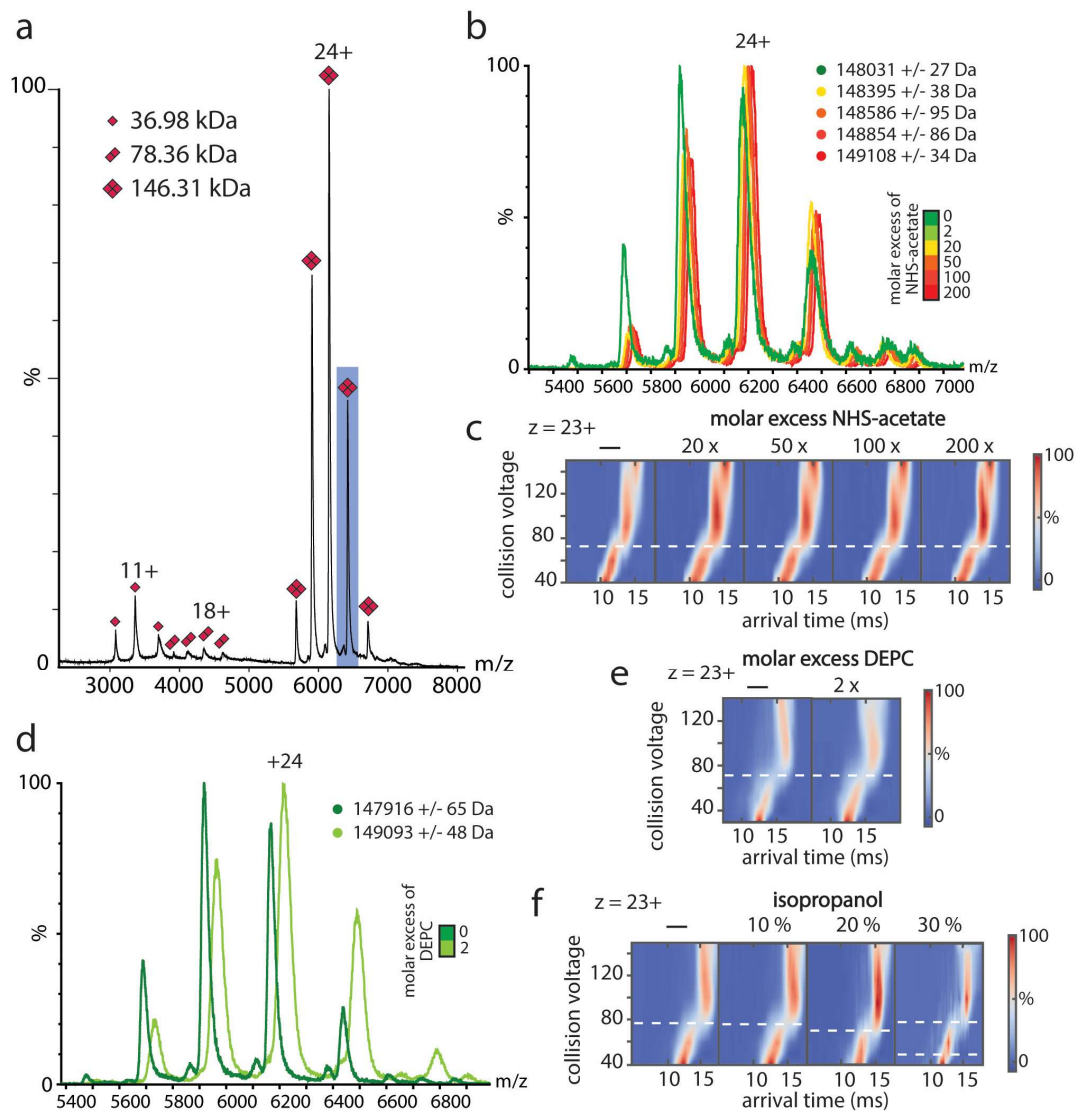 a
24+
100
36.98 kDa
78.36 kDa
146.31 kDa
%
11+
18+
0
3000 4000 5000 6000 7000 8000
m/z
b
24+
100
148031 +/- 27 Da
148395 +/- 38 Da
148586 +/- 95 Da
148854 +/- 86 Da
149108 +/- 34 Da
%
molar excess of
NHS-acetate
0
2
20
50
100
200
0
5400 5600 5800 6000 6200 6400 6600 6800 7000
m/z
c
z = 23+
molar excess NHS-acetate
— 20 x 50 x 100 x 200 x
collision voltage
120
80
40
10 15 10 15 10 15 10 15 10 15
arrival time (ms)
100
%
0
d
+24
100
147916 +/- 65 Da
149093 +/- 48 Da
%
molar excess of
DEPC
0
2
0
5400 5600 5800 6000 6200 6400 6600 6800
m/z
e
molar excess DEPC
z = 23+
— 2 x
collision voltage
120
80
40
10 15 10 15
arrival time (ms)
100
%
0
f
z = 23+
isopropanol
— 10 % 20 % 30 %
collision voltage
120
80
40
10 15 10 15 10 15 10 15
arrival time (ms)
100
%
0